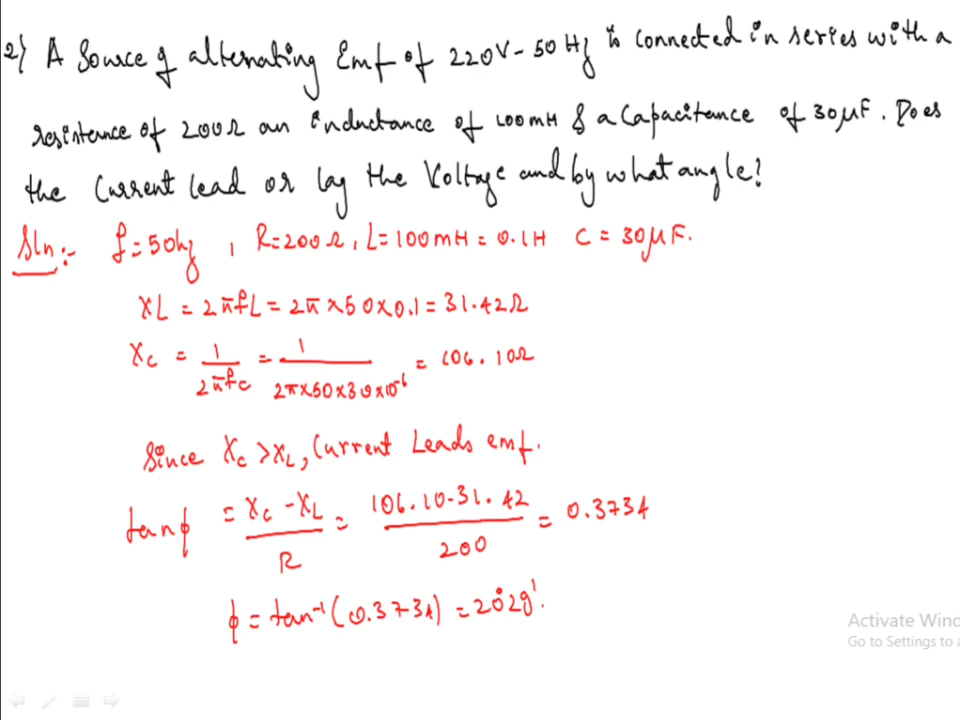 2) A Source of alternating Emf of 220V-50Hz is connected in series with a
resistance of 200Ω an inductance of 100mH & a Capacitance of 30μF. Does
the Current lead or lag the Voltage and by what angle?
Sln:- f=50hz, R=200Ω, L=100mH=0.1H C=30μF.
XL = 2πfL = 2π×50×0.1 = 31.42Ω
Xc = 1/2πfc = 1/2π×50×30×10⁻⁶ = 106.10Ω
Since Xc >XL, Current Leads emf.
tanϕ = Xc - XL/R = 106.10-31.42/200 = 0.3734
ϕ = tan⁻¹(0.3734) = 20°29'.
Activate Wind
Go to Settings to a